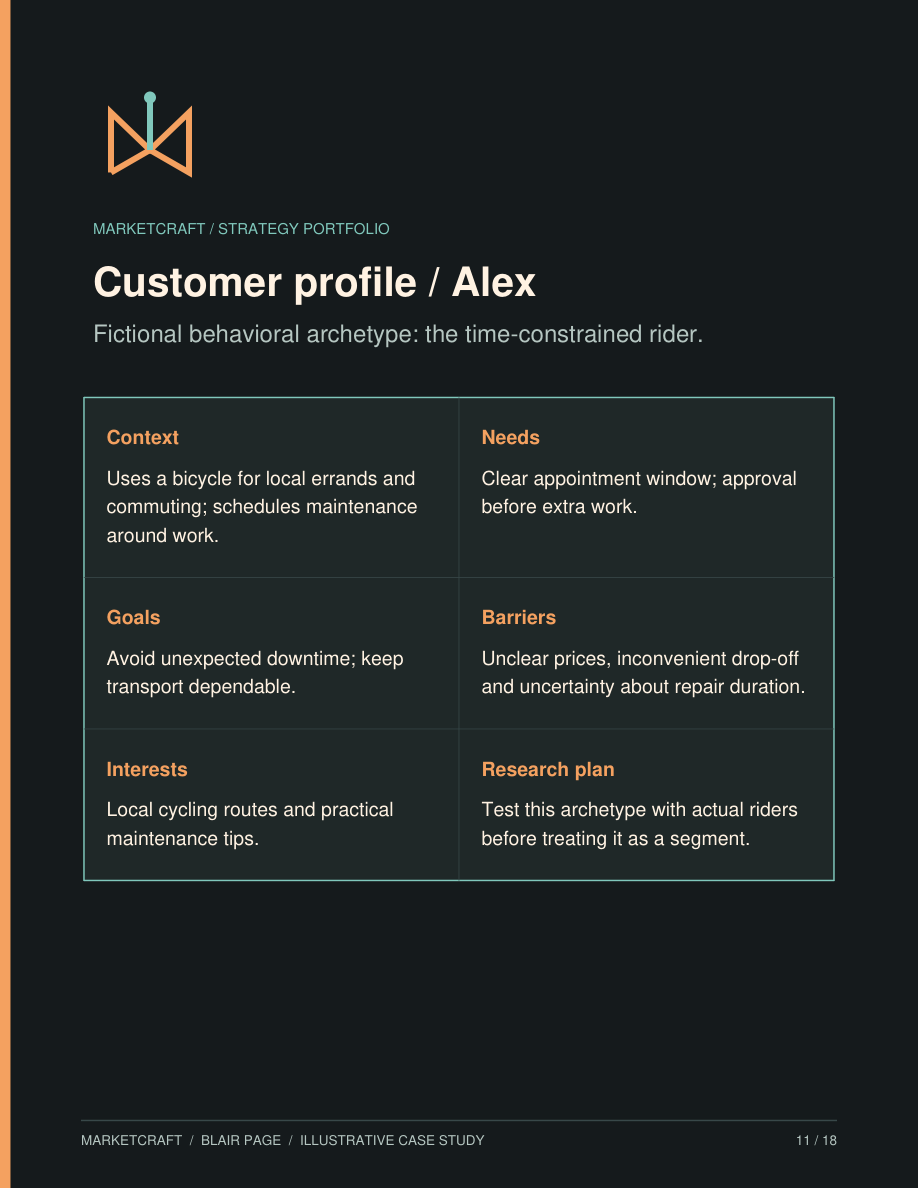 MARKETCRAFT / STRATEGY PORTFOLIO
Customer profile / Alex
Fictional behavioral archetype: the time-constrained rider.
Context
Uses a bicycle for local errands and
commuting; schedules maintenance
around work.
Needs
Clear appointment window; approval
before extra work.
Goals
Avoid unexpected downtime; keep
transport dependable.
Barriers
Unclear prices, inconvenient drop-off
and uncertainty about repair duration.
Interests
Local cycling routes and practical
maintenance tips.
Research plan
Test this archetype with actual riders
before treating it as a segment.
MARKETCRAFT / BLAIR PAGE / ILLUSTRATIVE CASE STUDY
11 / 18